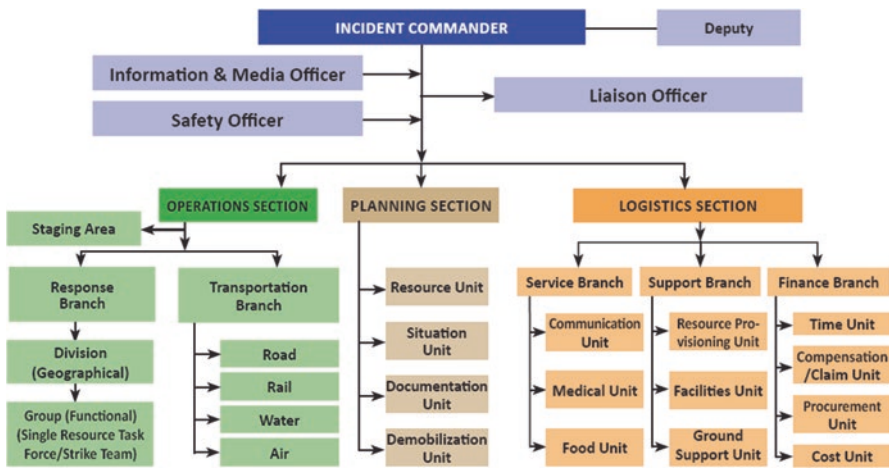 INCIDENT COMMANDER
Deputy
Information & Media Officer
Liaison Officer
Safety Officer
OPERATIONS SECTION
PLANNING SECTION
LOGISTICS SECTION
Staging Area
Response
Branch
Transportation
Branch
Division
(Geographical)
Group (Functional)
(Single Resource Task
Force/Strike Team)
Road
Rail
Water
Air
Resource Unit
Situation
Unit
Documentation
Unit
Demobilization
Unit
Service Branch
Support Branch
Finance Branch
Communication
Unit
Medical Unit
Food Unit
Resource Pro-
visioning Unit
Facilities Unit
Ground
Support Unit
Time Unit
Compensation
/Claim Unit
Procurement
Unit
Cost Unit